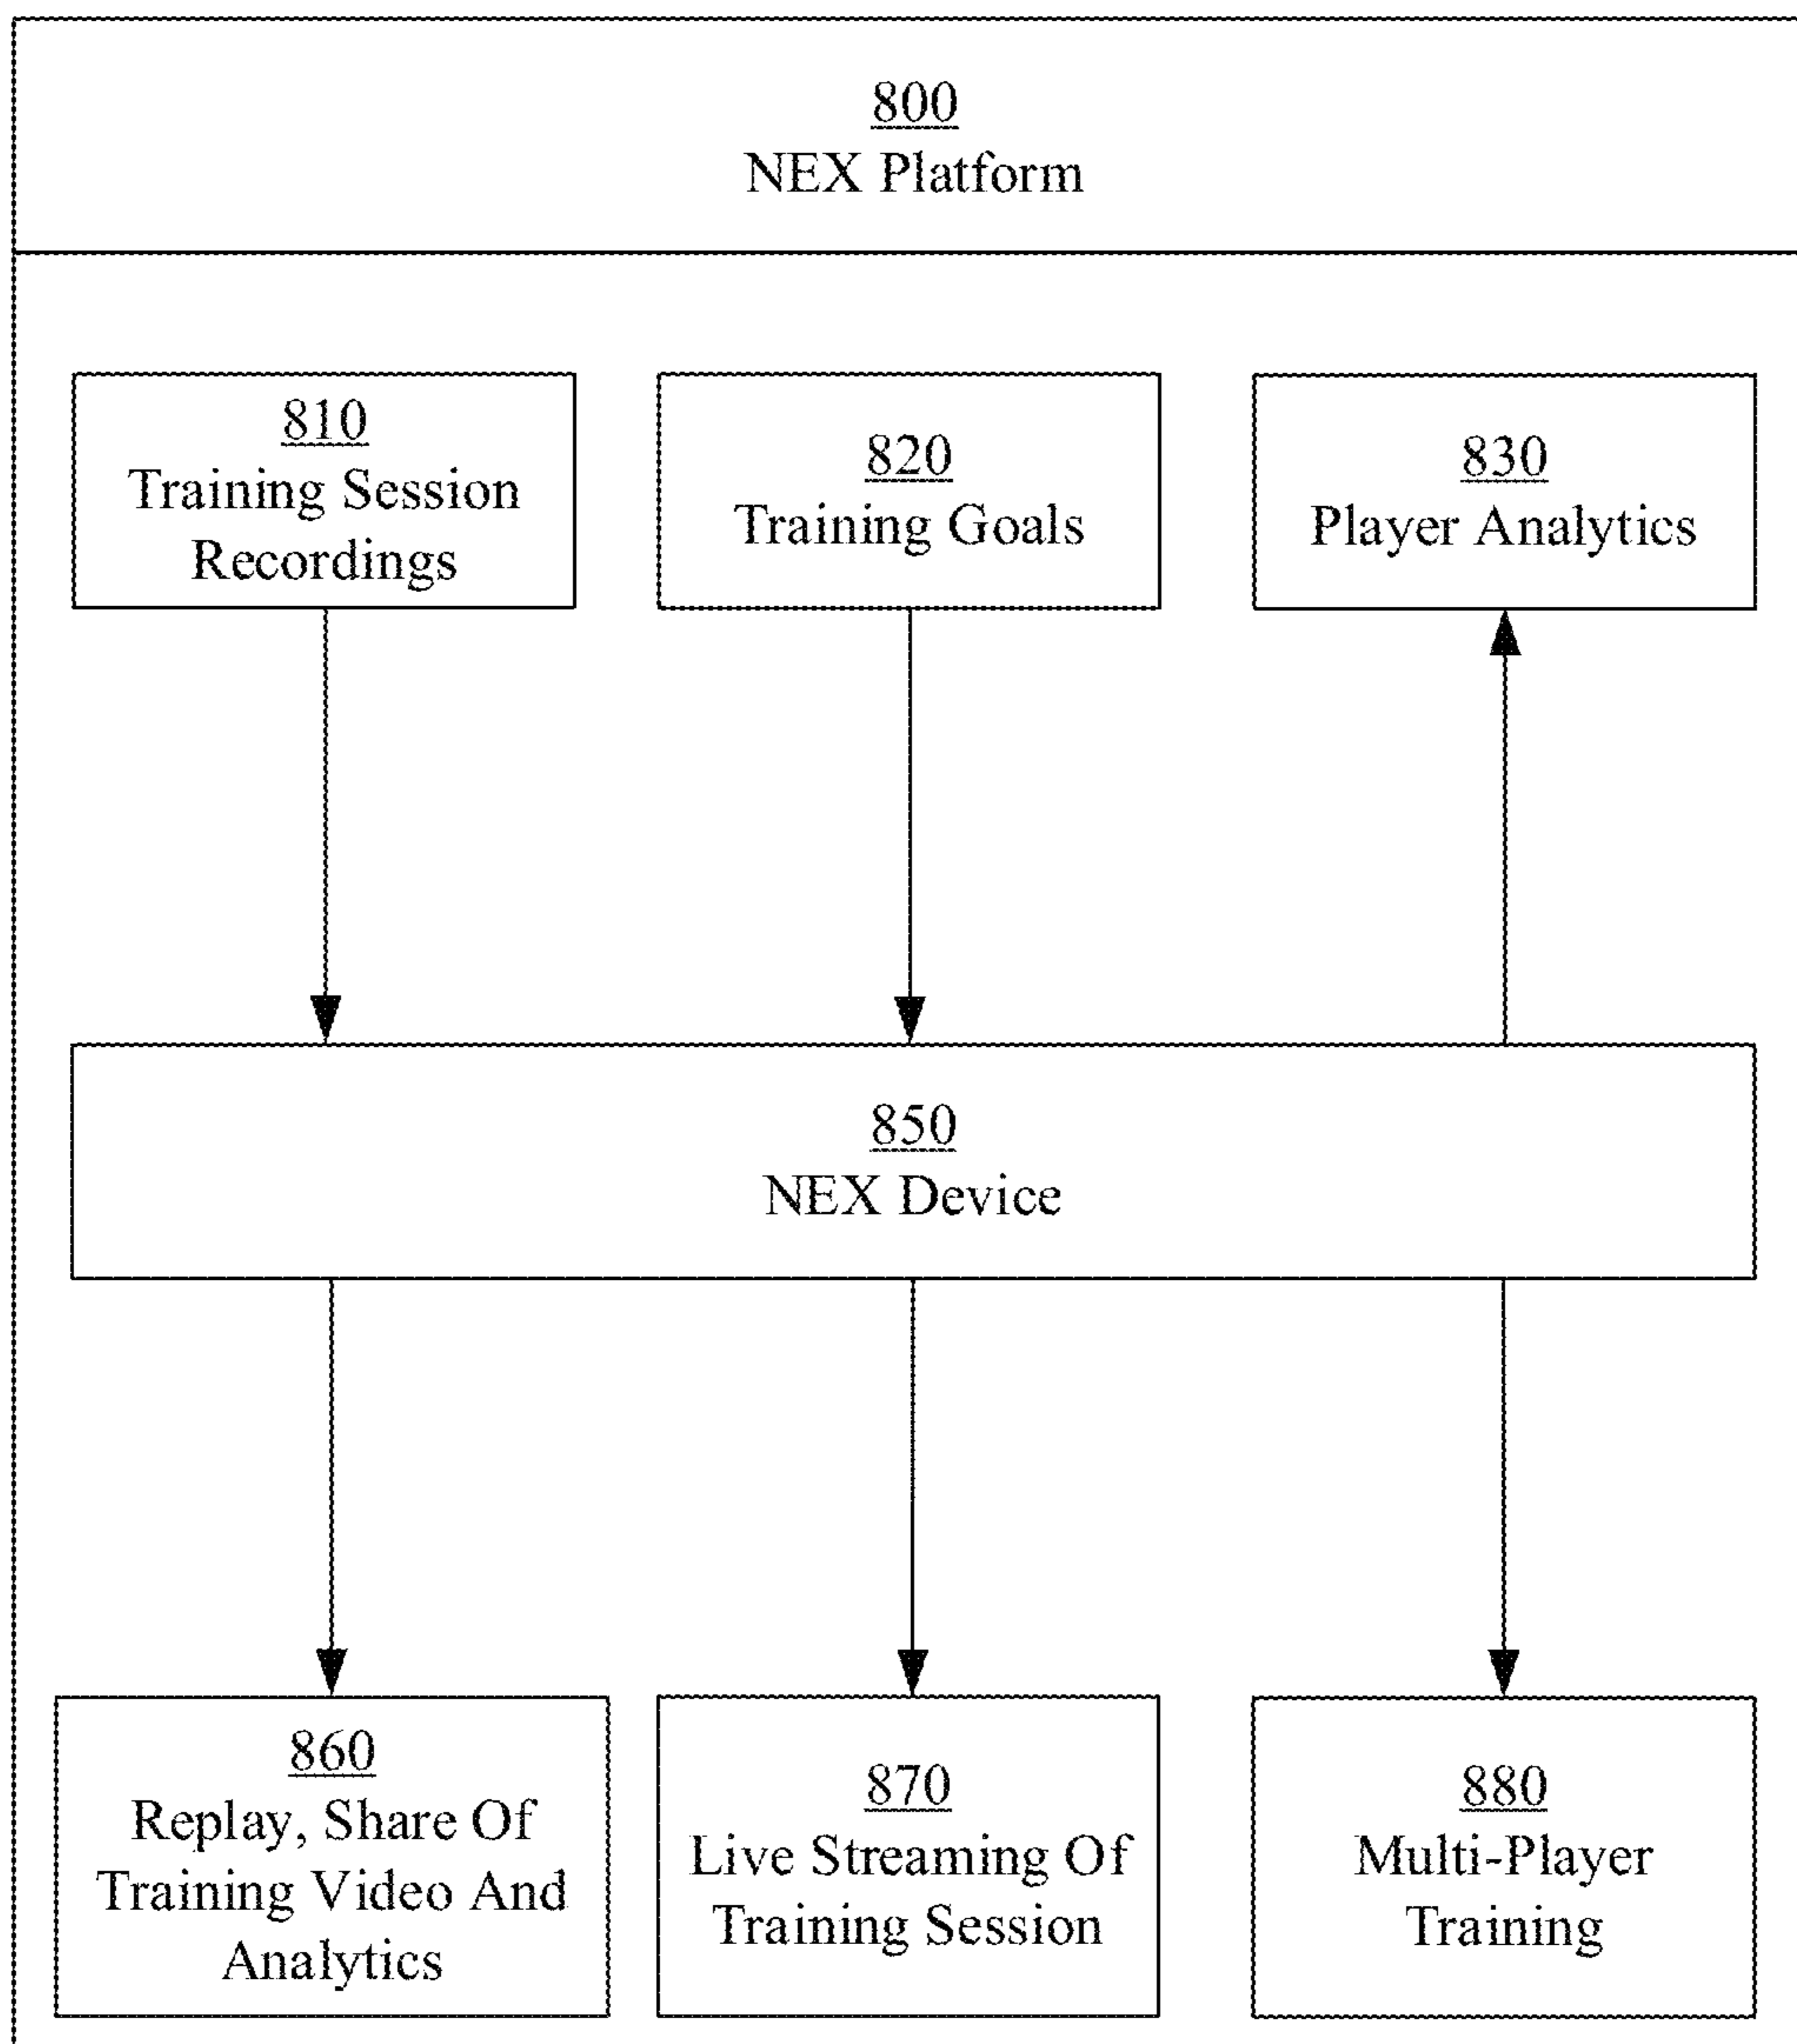 800
NEX Platform
810
Training Session
Recordings
820
Training Goals
830
Player Analytics
850
NEX Device
860
Replay, Share Of
Training Video And
Analytics
870
Live Streaming Of
Training Session
880
Multi-Player
Training